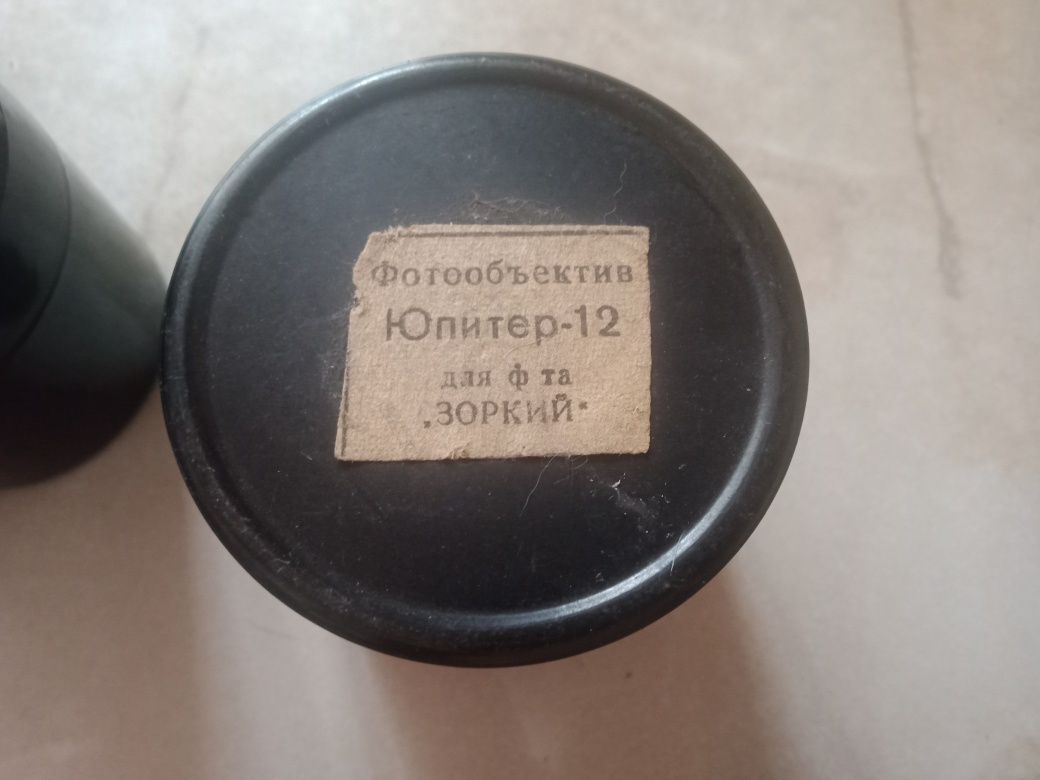 Фотообъектив
Юпитер-12
для ф та
„ЗОРКИЙ“